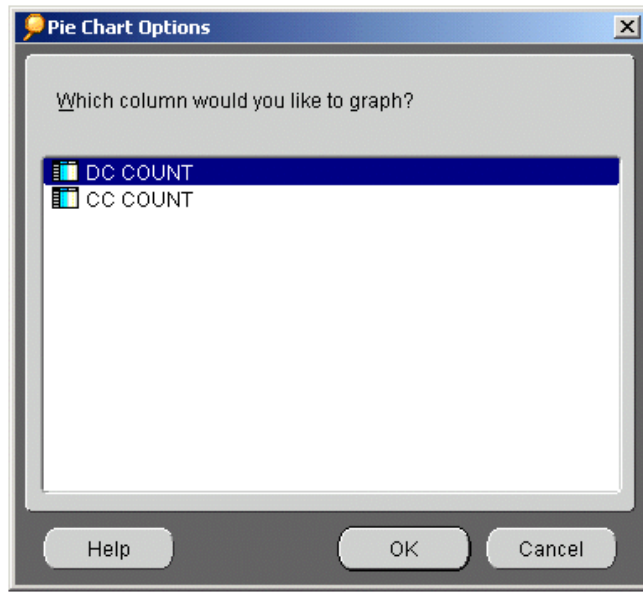 Pie Chart Options
Which column would you like to graph?
DC COUNT
CC COUNT
Help OK Cancel